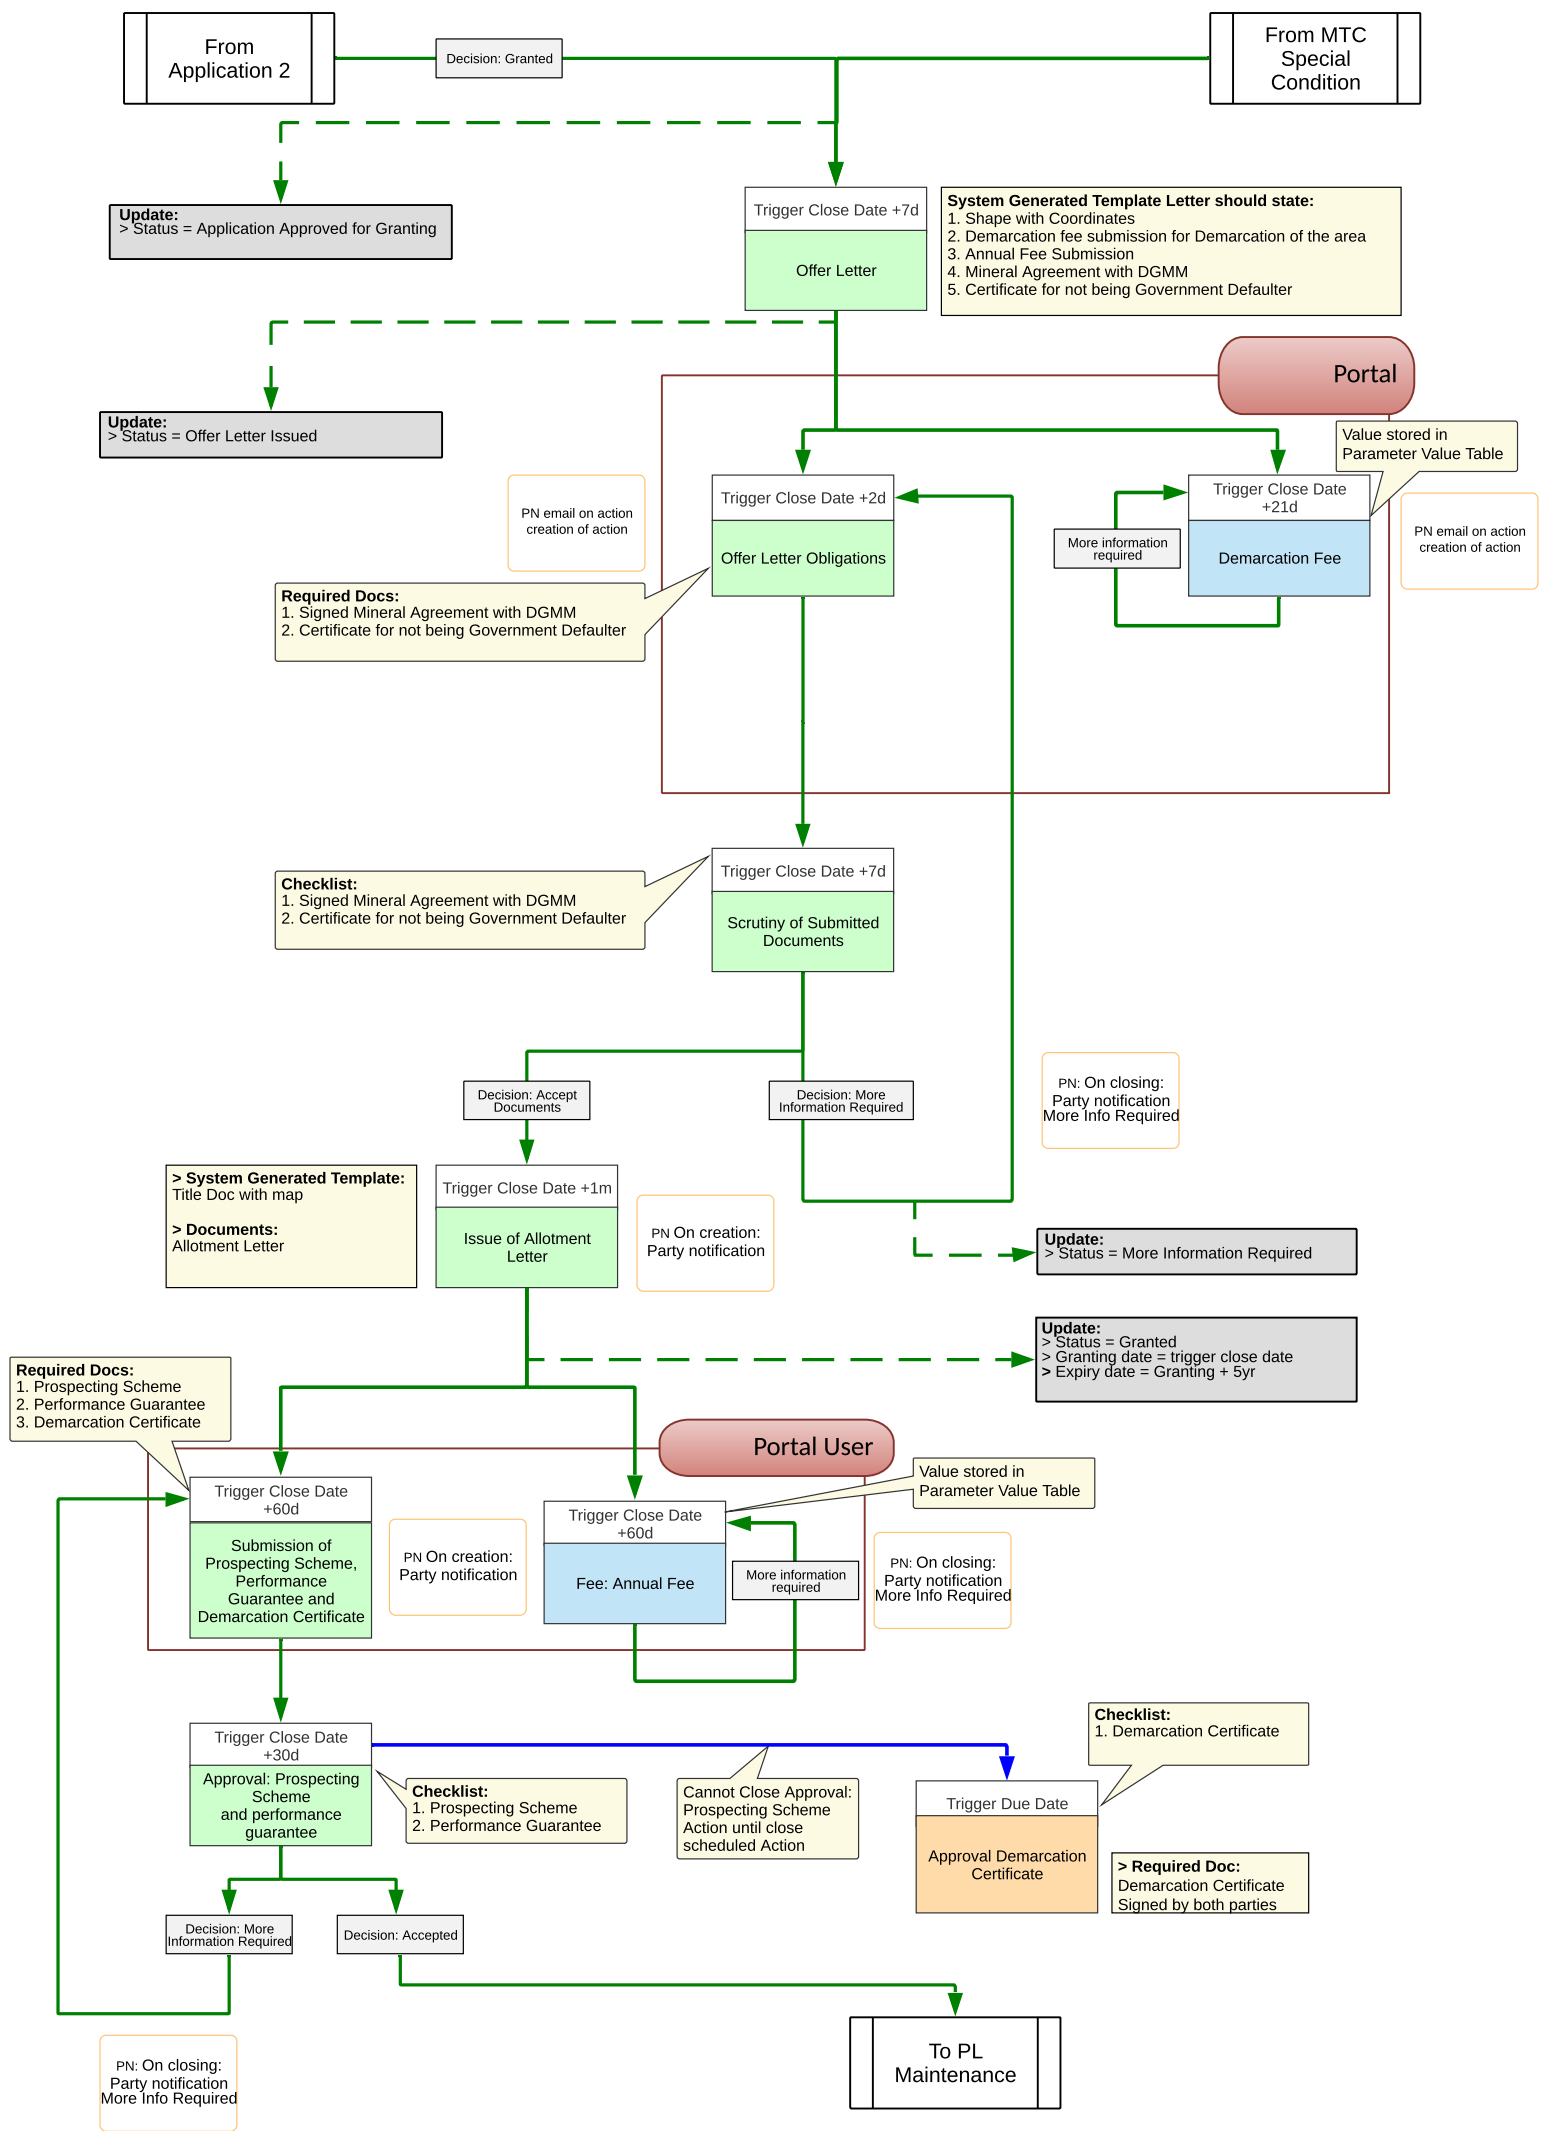 From
Application 2
Decision: Granted
From MTC
Special
Condition
Update:
> Status = Application Approved for Granting
Trigger Close Date +7d
Offer Letter
System Generated Template Letter should state:
1. Shape with Coordinates
2. Demarcation fee submission for Demarcation of the area
3. Annual Fee Submission
4. Mineral Agreement with DGMM
5. Certificate for not being Government Defaulter
Portal
Update:
> Status = Offer Letter Issued
Value stored in
Parameter Value Table
PN email on action
creation of action
Trigger Close Date +2d
Offer Letter Obligations
More information
required
Trigger Close Date
+21d
Demarcation Fee
PN email on action
creation of action
Required Docs:
1. Signed Mineral Agreement with DGMM
2. Certificate for not being Government Defaulter
Checklist:
1. Signed Mineral Agreement with DGMM
2. Certificate for not being Government Defaulter
Trigger Close Date +7d
Scrutiny of Submitted
Documents
Decision: Accept
Documents
Decision: More
Information Required
PN: On closing:
Party notification
More Info Required
> System Generated Template:
Title Doc with map
> Documents:
Allotment Letter
Trigger Close Date +1m
Issue of Allotment
Letter
PN On creation:
Party notification
Update:
> Status = More Information Required
Update:
> Status = Granted
> Granting date = trigger close date
> Expiry date = Granting + 5yr
Required Docs:
1. Prospecting Scheme
2. Performance Guarantee
3. Demarcation Certificate
Portal User
Value stored in
Parameter Value Table
Trigger Close Date
+60d
Submission of
Prospecting Scheme,
Performance
Guarantee and
Demarcation Certificate
PN On creation:
Party notification
Trigger Close Date
+60d
Fee: Annual Fee
More information
required
PN: On closing:
Party notification
More Info Required
Trigger Close Date
+30d
Approval: Prospecting
Scheme
and performance
guarantee
Checklist:
1. Prospecting Scheme
2. Performance Guarantee
Cannot Close Approval:
Prospecting Scheme
Action until close
scheduled Action
Checklist:
1. Demarcation Certificate
Trigger Due Date
Approval Demarcation
Certificate
> Required Doc:
Demarcation Certificate
Signed by both parties
Decision: More
Information Required
Decision: Accepted
To PL
Maintenance
PN: On closing:
Party notification
More Info Required